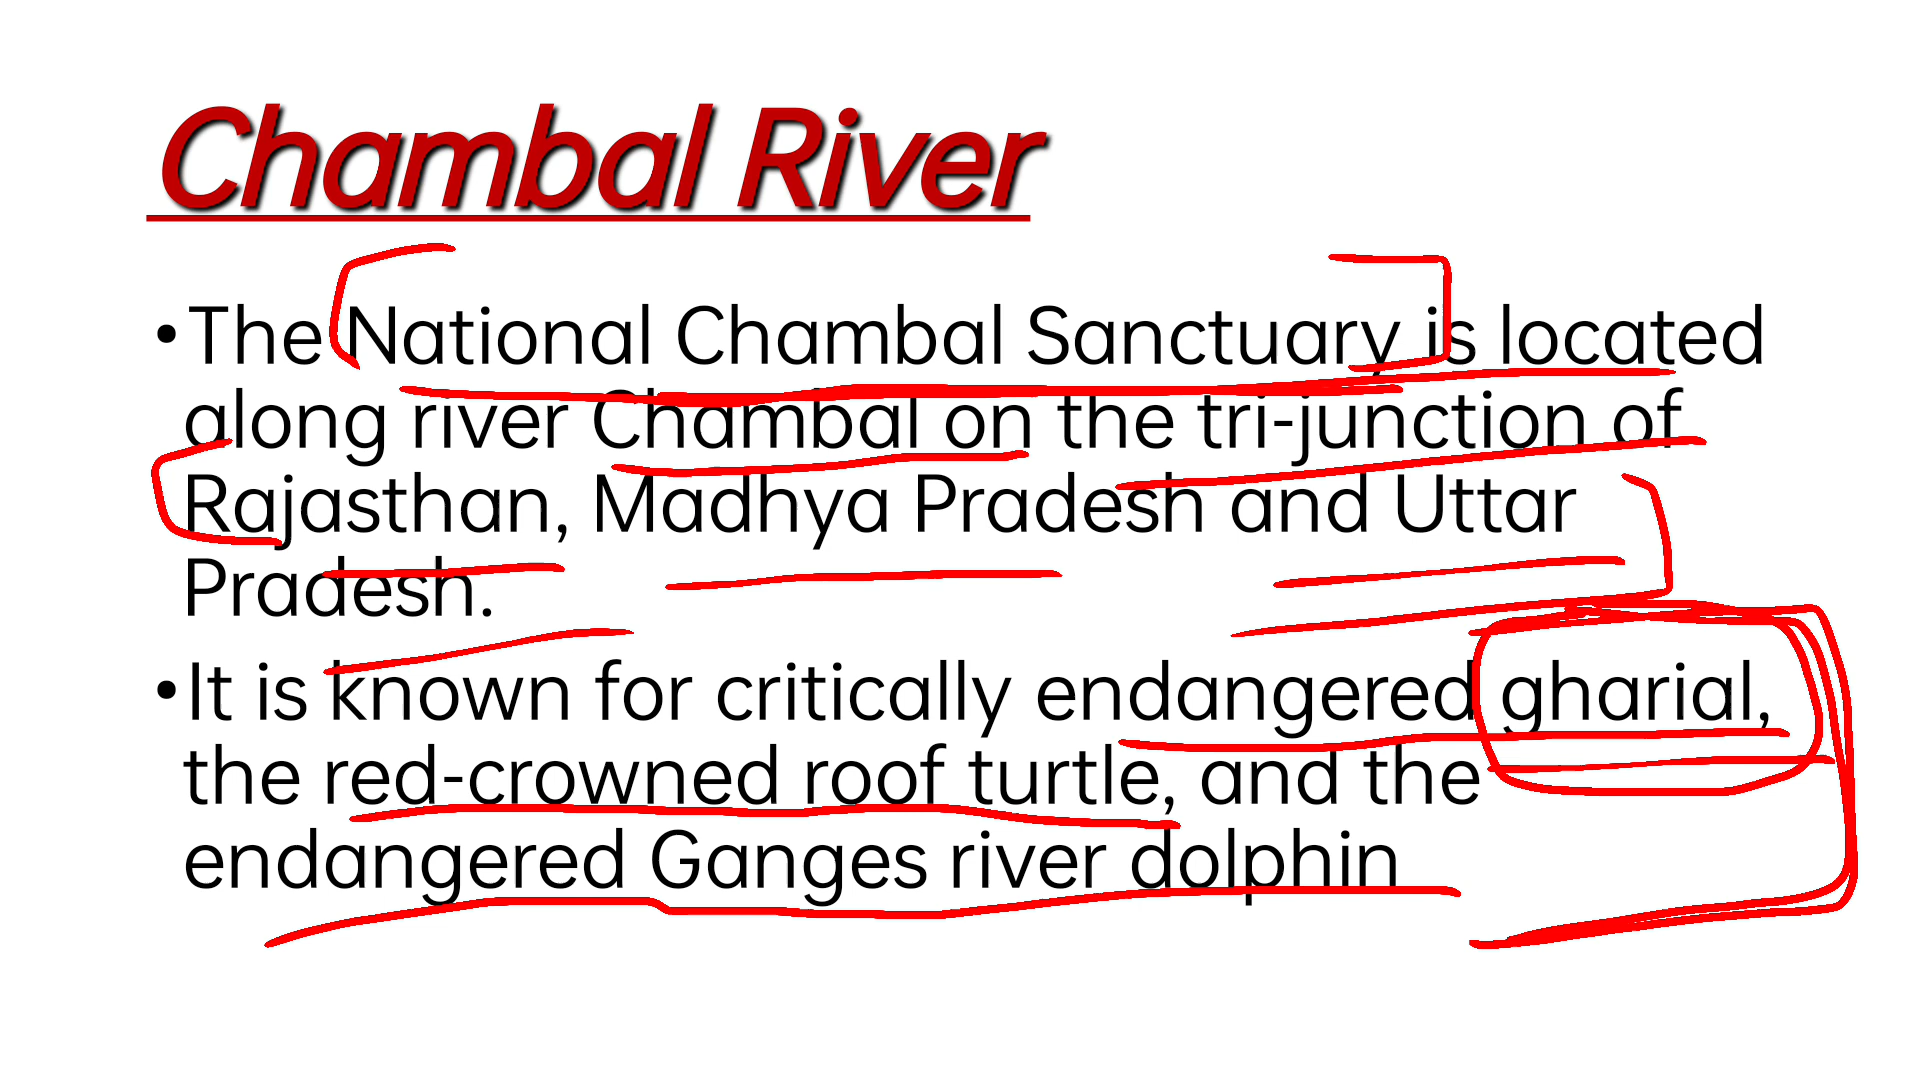 Chambal River
•The National Chambal Sanctuary is located
along river Chambal on the tri-junction of
Rajasthan, Madhya Pradesh and Uttar
Pradesh.
•It is known for critically endangered gharial,
the red-crowned roof turtle, and the
endangered Ganges river dolphin